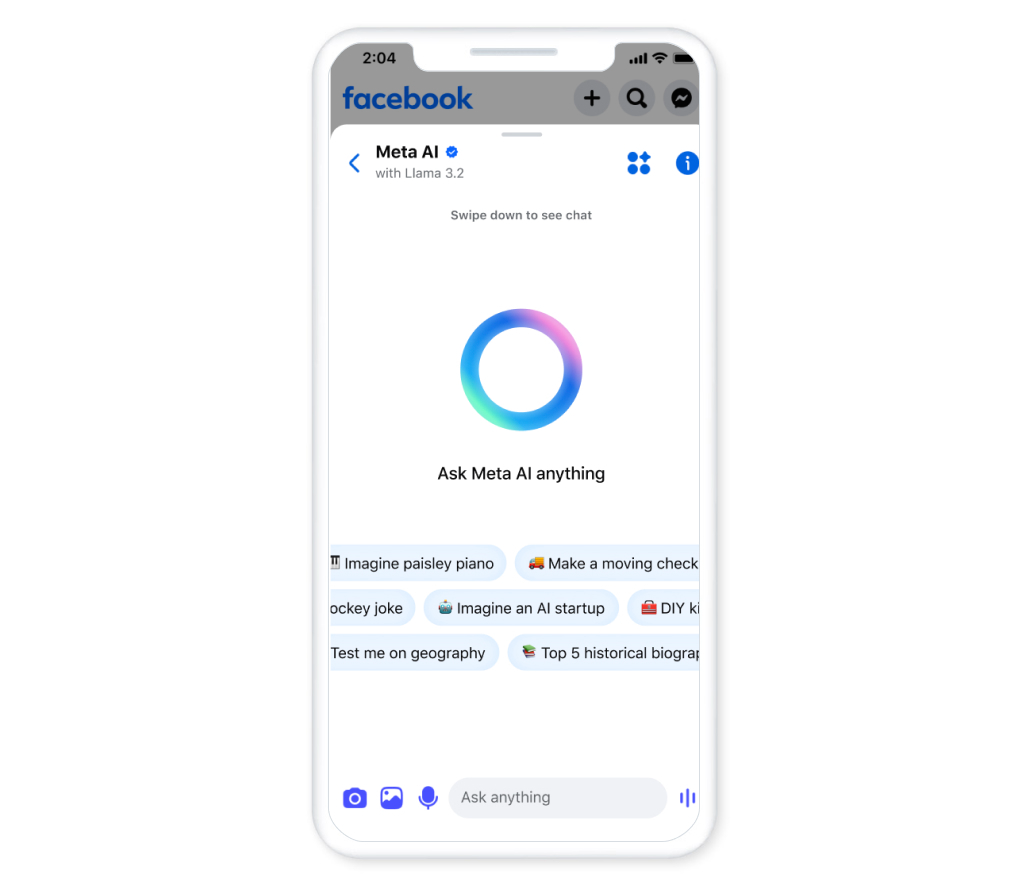 2:04
facebook
Meta AI
with Llama 3.2
Swipe down to see chat
Ask Meta AI anything
Imagine paisley piano Make a moving check
ockey joke Imagine an AI startup DIY ki
Test me on geography Top 5 historical biograp
Ask anything